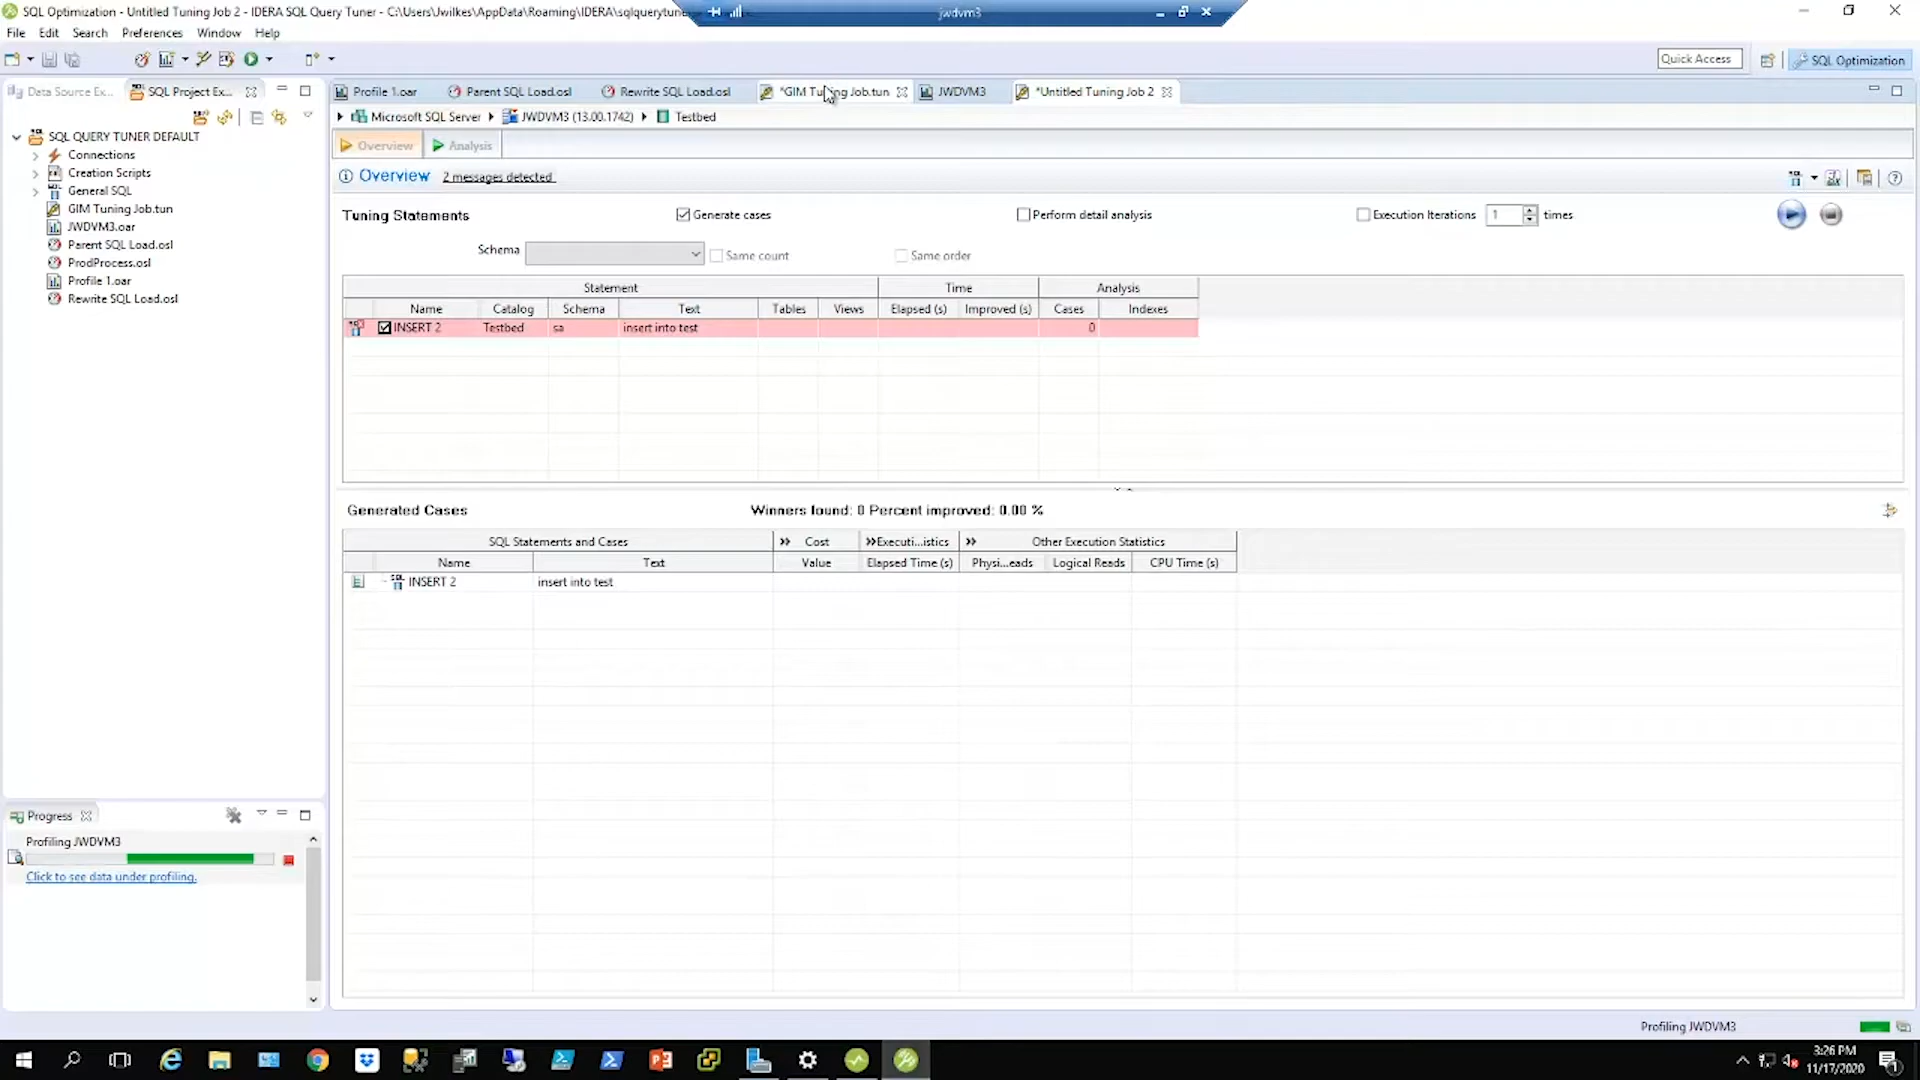 SQL Optimization - Untitled Tuning Job 2 - IDERA SQL Query Tuner - C:\Users\Jwilkes\AppData\Roaming\IDERA\sqlquerytune
jwdvm3
File Edit Search Preferences Window Help
Quick Access SQL Optimization
Data Source Ex... SQL Project Ex...
Profile 1.oar Parent SQL Load.osl Rewrite SQL Load.osl *GIM Tuning Job.tun JWDVM3 *Untitled Tuning Job 2
Microsoft SQL Server JWDVM3 (13.00.1742) Testbed
SQL QUERY TUNER DEFAULT
Connections
Creation Scripts
General SQL
GIM Tuning Job.tun
JWDVM3.oar
Parent SQL Load.osl
ProdProcess.osl
Profile 1.oar
Rewrite SQL Load.osl
Overview Analysis
Overview 2 messages detected
Tuning Statements Generate cases Perform detail analysis Execution Iterations 1 times
Schema Same count Same order
Statement Time Analysis
Name Catalog Schema Text Tables Views Elapsed (s) Improved (s) Cases Indexes
INSERT 2 Testbed sa insert into test 0
Generated Cases Winners found: 0 Percent improved: 0.00 %
SQL Statements and Cases Cost Executi...istics Other Execution Statistics
Name Text Value Elapsed Time (s) Physi...eads Logical Reads CPU Time (s)
INSERT 2 insert into test
Progress
Profiling JWDVM3
Click to see data under profiling.
Profiling JWDVM3
3:26 PM
11/17/2020
1